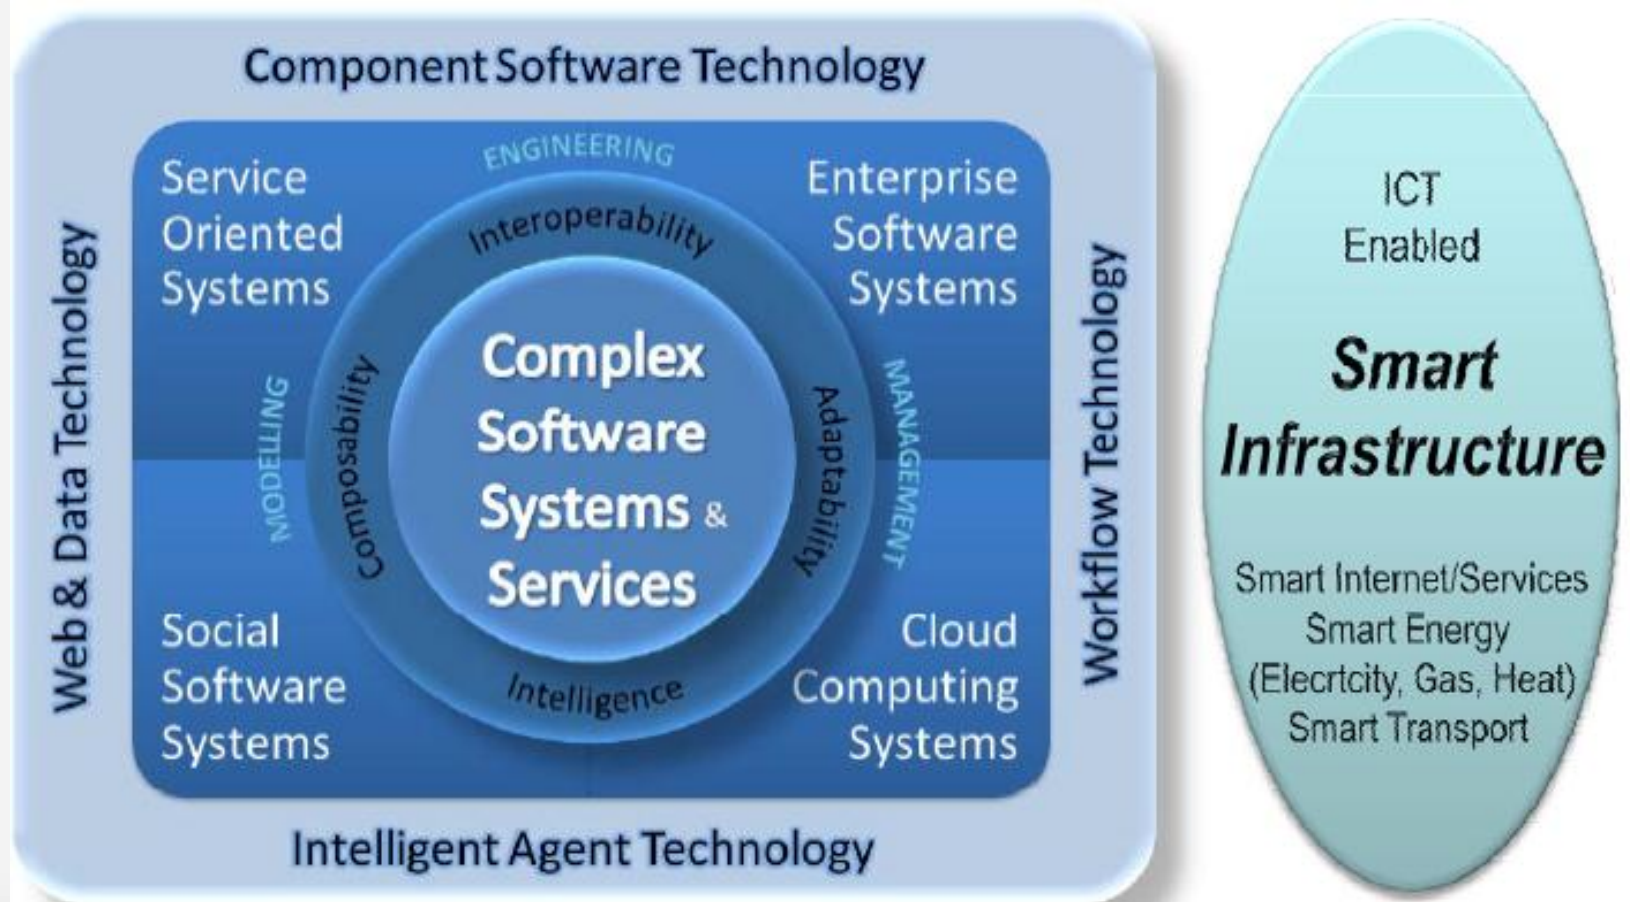 Component Software Technology
Web & Data Technology
Service
Oriented
Systems
ENGINEERING
Enterprise
Software
Systems
Interoperability
MODELLING
Composability
Complex
Software
Systems &
Services
Adaptability
MANAGEMENT
Workflow Technology
Intelligence
Social
Software
Systems
Cloud
Computing
Systems
Intelligent Agent Technology
ICT
Enabled
Smart
Infrastructure
Smart Internet/Services
Smart Energy
(Elecrtcity, Gas, Heat)
Smart Transport